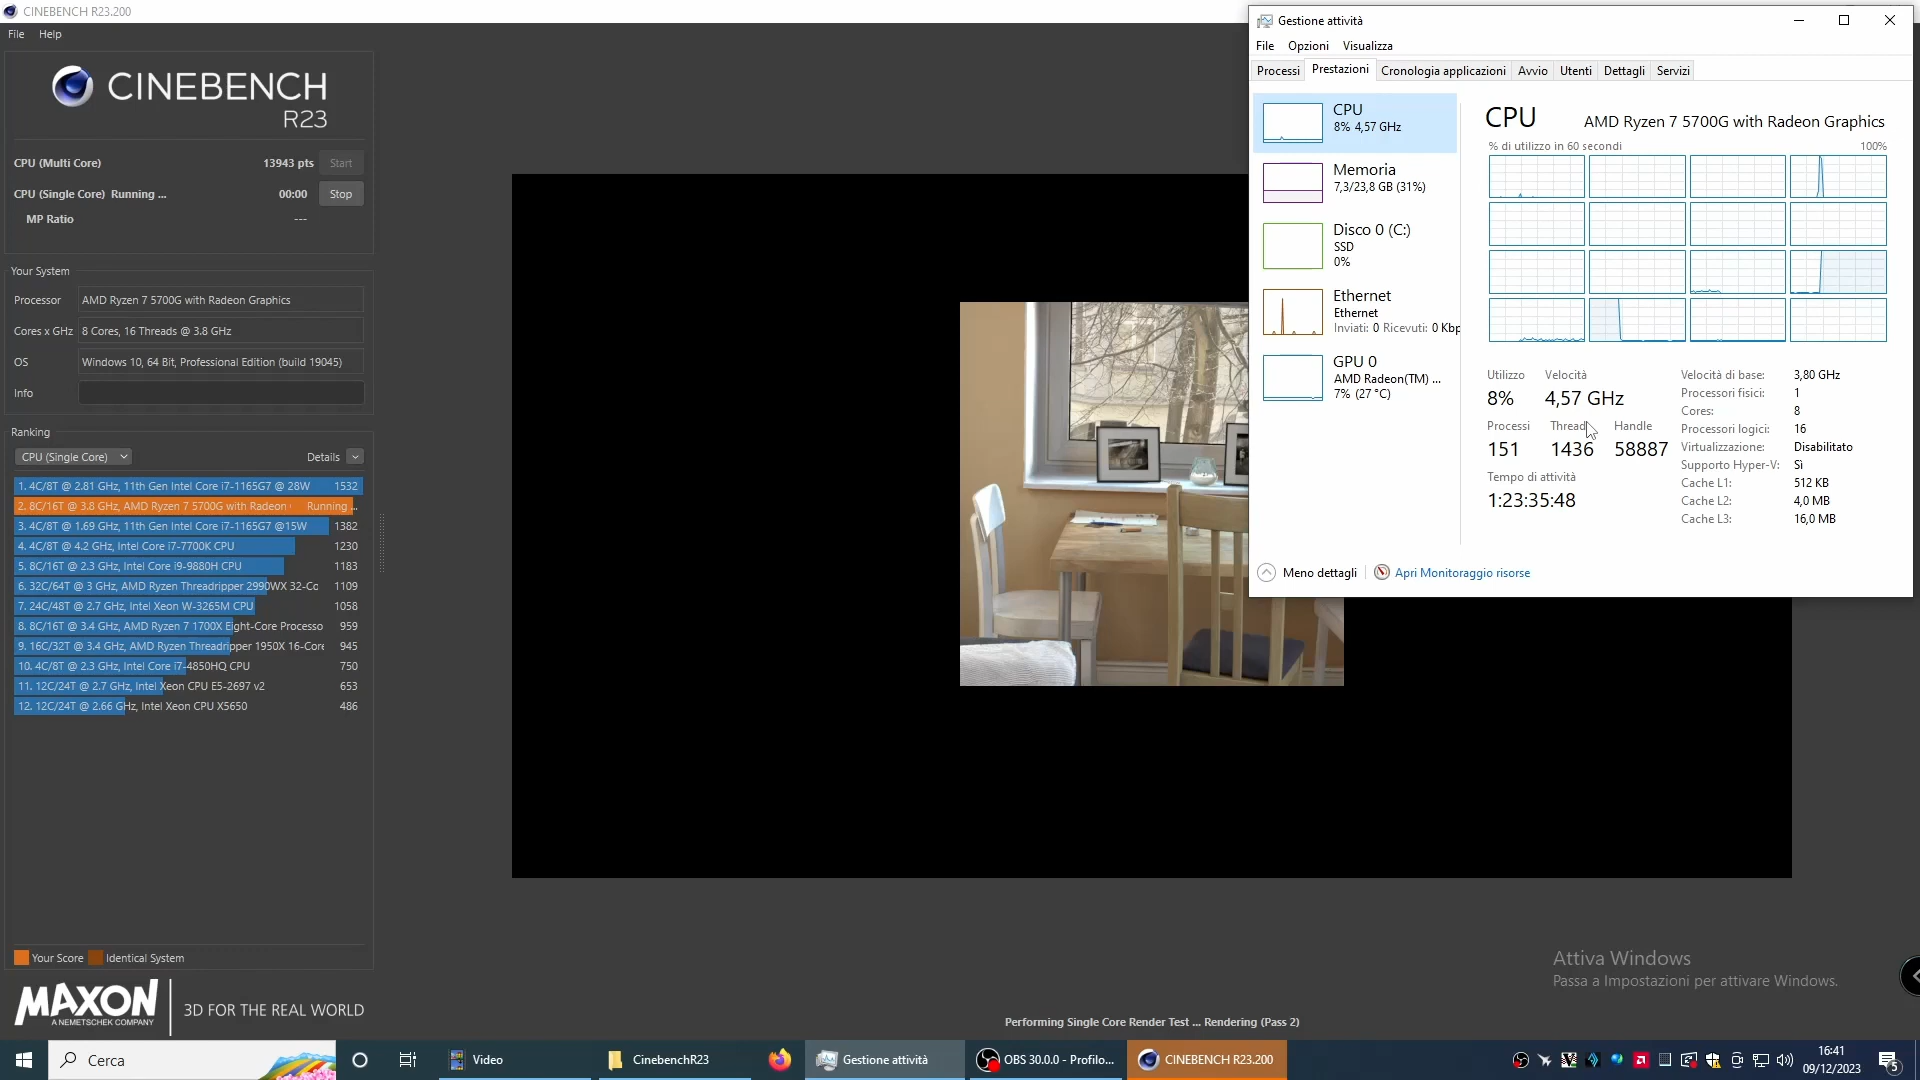 CINEBENCH R23.200
File Help
CINEBENCH
R23
CPU (Multi Core) 13943 pts Start
CPU (Single Core) Running ... 00:00 Stop
MP Ratio ---
Your System
Processor AMD Ryzen 7 5700G with Radeon Graphics
Cores x GHz 8 Cores, 16 Threads @ 3.8 GHz
OS Windows 10, 64 Bit, Professional Edition (build 19045)
Info
Ranking
CPU (Single Core) Details
1. 4C/8T @ 2.81 GHz, 11th Gen Intel Core i7-1165G7 @ 28W 1532
2. 8C/16T @ 3.8 GHz, AMD Ryzen 7 5700G with Radeon Running ...
3. 4C/8T @ 1.69 GHz, 11th Gen Intel Core i7-1165G7 @15W 1382
4. 4C/8T @ 4.2 GHz, Intel Core i7-7700K CPU 1230
5. 8C/16T @ 2.3 GHz, Intel Core i9-9880H CPU 1183
6. 32C/64T @ 3 GHz, AMD Ryzen Threadripper 2990WX 32-Co 1109
7. 24C/48T @ 2.7 GHz, Intel Xeon W-3265M CPU 1058
8. 8C/16T @ 3.4 GHz, AMD Ryzen 7 1700X Eight-Core Processo 959
9. 16C/32T @ 3.4 GHz, AMD Ryzen Threadripper 1950X 16-Core 945
10. 4C/8T @ 2.3 GHz, Intel Core i7-4850HQ CPU 750
11. 12C/24T @ 2.7 GHz, Intel Xeon CPU E5-2697 v2 653
12. 12C/24T @ 2.66 GHz, Intel Xeon CPU X5650 486
Your Score Identical System
MAXON
A NEMETSCHEK COMPANY
3D FOR THE REAL WORLD
Performing Single Core Render Test ... Rendering (Pass 2)
Gestione attività
File Opzioni Visualizza
Processi Prestazioni Cronologia applicazioni Avvio Utenti Dettagli Servizi
CPU
8% 4,57 GHz
Memoria
7,3/23,8 GB (31%)
Disco 0 (C:)
SSD
0%
Ethernet
Ethernet
Inviati: 0 Ricevuti: 0 Kbp
GPU 0
AMD Radeon(TM) ...
7% (27 °C)
CPU AMD Ryzen 7 5700G with Radeon Graphics
% di utilizzo in 60 secondi 100%
Utilizzo Velocità
8% 4,57 GHz
Processi Thread Handle
151 1436 58887
Tempo di attività
1:23:35:48
Velocità di base: 3,80 GHz
Processori fisici: 1
Cores: 8
Processori logici: 16
Virtualizzazione: Disabilitato
Supporto Hyper-V: Sì
Cache L1: 512 KB
Cache L2: 4,0 MB
Cache L3: 16,0 MB
Meno dettagli Apri Monitoraggio risorse
Attiva Windows
Passa a Impostazioni per attivare Windows.
Cerca Video CinebenchR23 Gestione attività OBS 30.0.0 - Profilo... CINEBENCH R23.200
16:41
09/12/2023
5